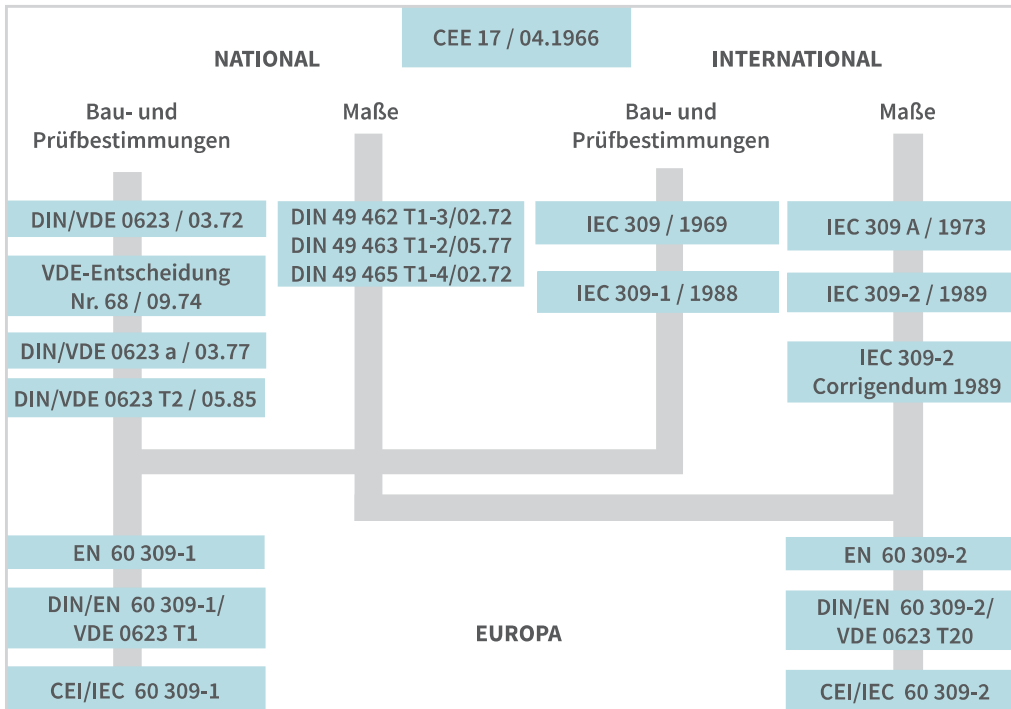 CEE 17 / 04.1966
NATIONAL
INTERNATIONAL
Bau- und
Prüfbestimmungen
Maße
Bau- und
Prüfbestimmungen
Maße
DIN/VDE 0623 / 03.72
VDE-Entscheidung
Nr. 68 / 09.74
DIN/VDE 0623 a / 03.77
DIN/VDE 0623 T2 / 05.85
DIN 49 462 T1-3/02.72
DIN 49 463 T1-2/05.77
DIN 49 465 T1-4/02.72
IEC 309 / 1969
IEC 309-1 / 1988
IEC 309 A / 1973
IEC 309-2 / 1989
IEC 309-2
Corrigendum 1989
EN 60 309-1
DIN/EN 60 309-1/
VDE 0623 T1
CEI/IEC 60 309-1
EUROPA
EN 60 309-2
DIN/EN 60 309-2/
VDE 0623 T20
CEI/IEC 60 309-2